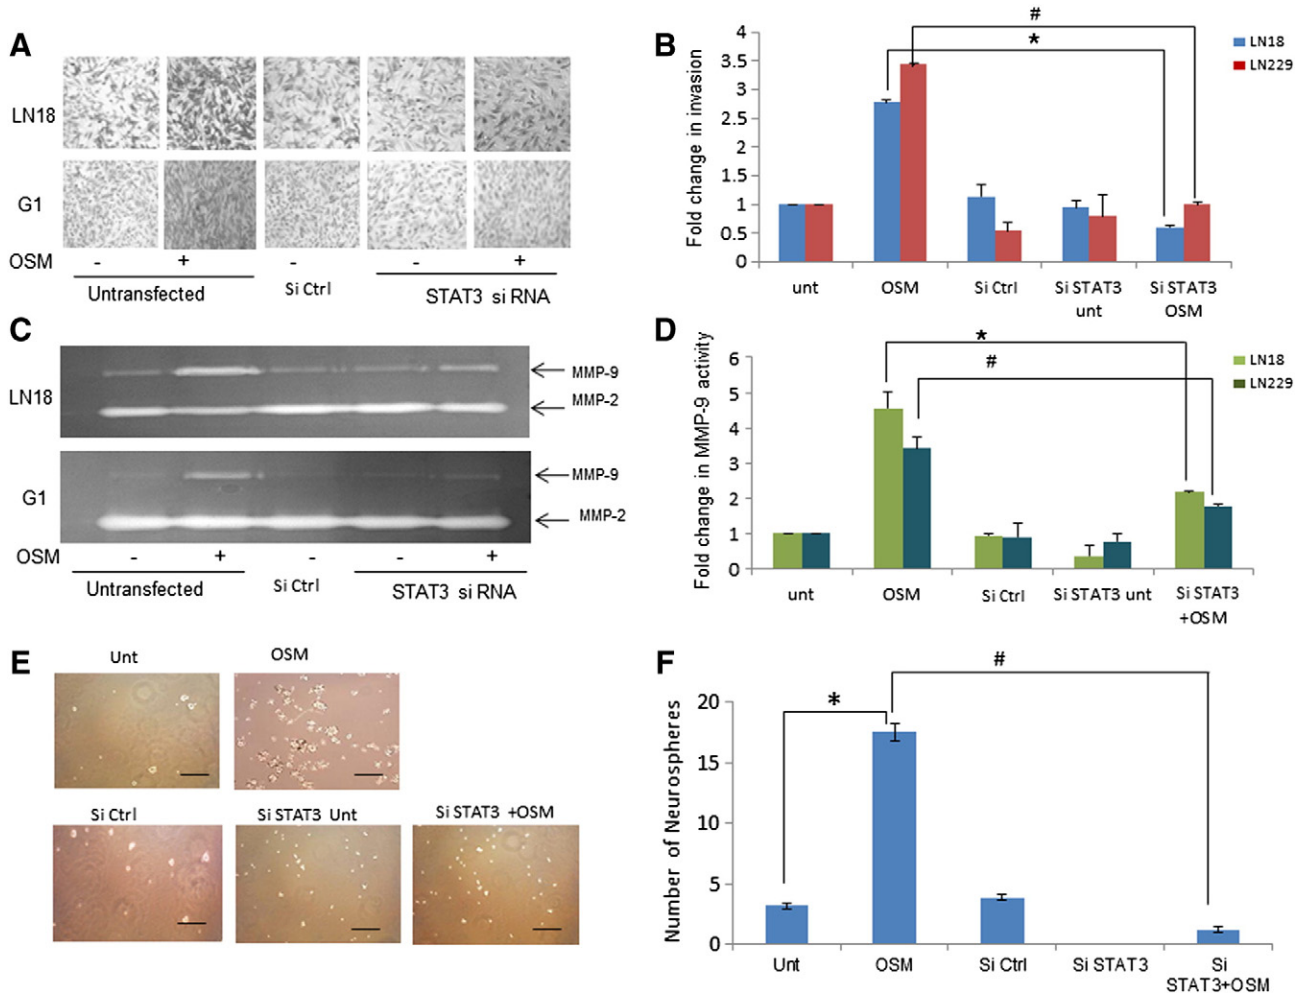 A
LN18
G1
OSM - + - - +
Untransfected Si Ctrl STAT3 si RNA
B
# *
LN18
LN229
Fold change in invasion
4
3.5
3
2.5
2
1.5
1
0.5
0
unt OSM Si Ctrl Si STAT3 unt Si STAT3 OSM
C
LN18
MMP-9
MMP-2
G1
MMP-9
MMP-2
OSM - + - - +
Untransfected Si Ctrl STAT3 si RNA
D
* #
LN18
LN229
Fold change in MMP-9 activity
6
5
4
3
2
1
0
unt OSM Si Ctrl Si STAT3 unt Si STAT3 +OSM
E
Unt OSM
Si Ctrl Si STAT3 Unt Si STAT3 +OSM
F
# *
Number of Neurospheres
20
15
10
5
0
Unt OSM Si Ctrl Si STAT3 Si STAT3+OSM